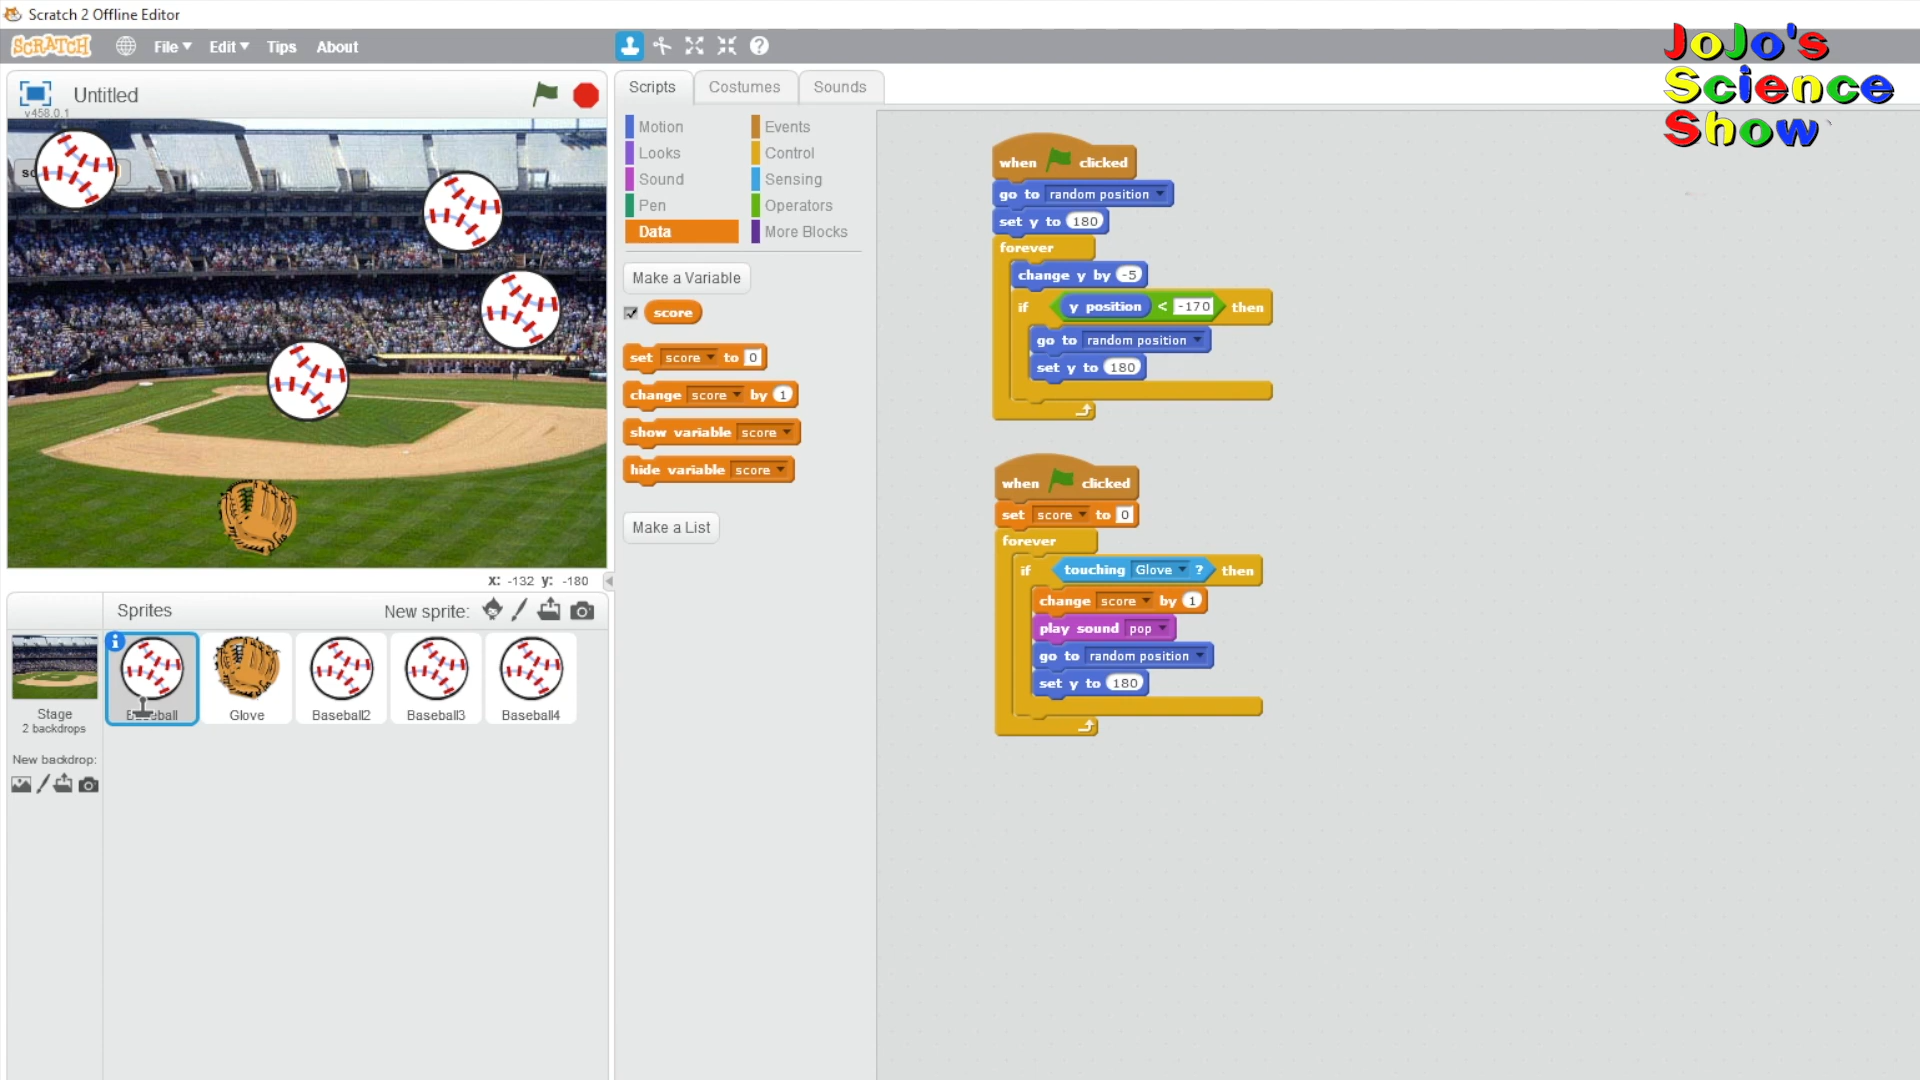 Scratch 2 Offline Editor
SCRATCH File Edit Tips About
JoJo's
Science
Show
Untitled
v458.0.1
Scripts Costumes Sounds
Motion Events
Looks Control
Sound Sensing
Pen Operators
Data More Blocks
Make a Variable
score
set score to 0
change score by 1
show variable score
hide variable score
Make a List
when clicked
go to random position
set y to 180
forever
change y by -5
if y position < -170 then
go to random position
set y to 180
when clicked
set score to 0
forever
if touching Glove ? then
change score by 1
play sound pop
go to random position
set y to 180
x: -132 y: -180
Sprites New sprite:
Stage
2 backdrops
New backdrop:
Glove Baseball2 Baseball3 Baseball4